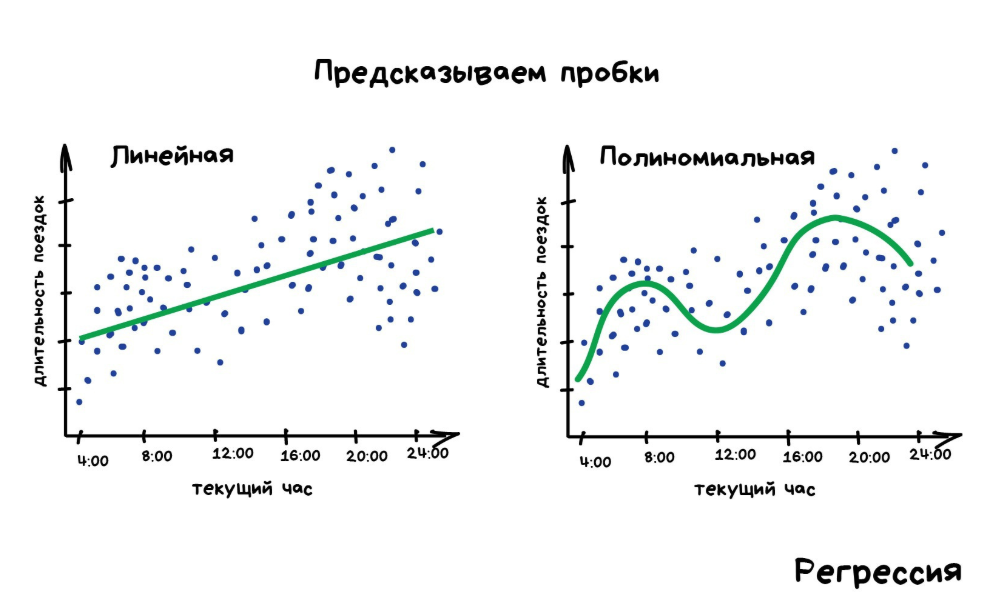 Предсказываем пробки
Линейная
длительность поездок
4:00
8:00
12:00
16:00
20:00
24:00
текущий час
Полиномиальная
длительность поездок
4:00
8:00
12:00
16:00
20:00
24:00
текущий час
Регрессия